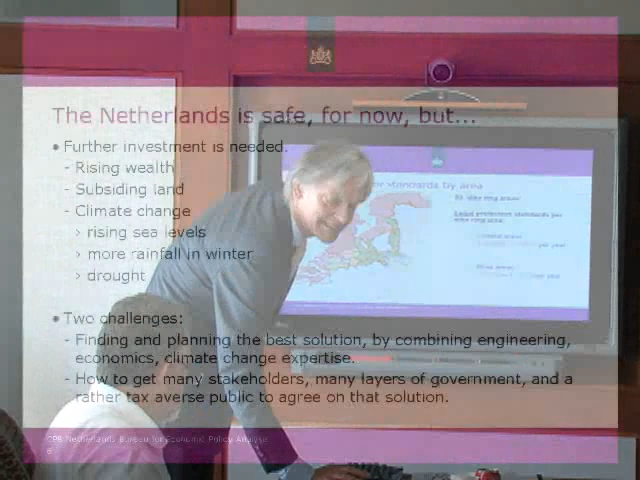 The Netherlands is safe, for now, but...
• Further investment is needed.
- Rising wealth
- Subsiding land
- Climate change
› rising sea levels
› more rainfall in winter
› drought
standards by area
• Two challenges:
- Finding and planning the best solution, by combining engineering,
economics, climate change expertise.
- How to get many stakeholders, many layers of government, and a
rather tax averse public to agree on that solution.
CPB Netherlands Bureau for Economic Policy Analysis